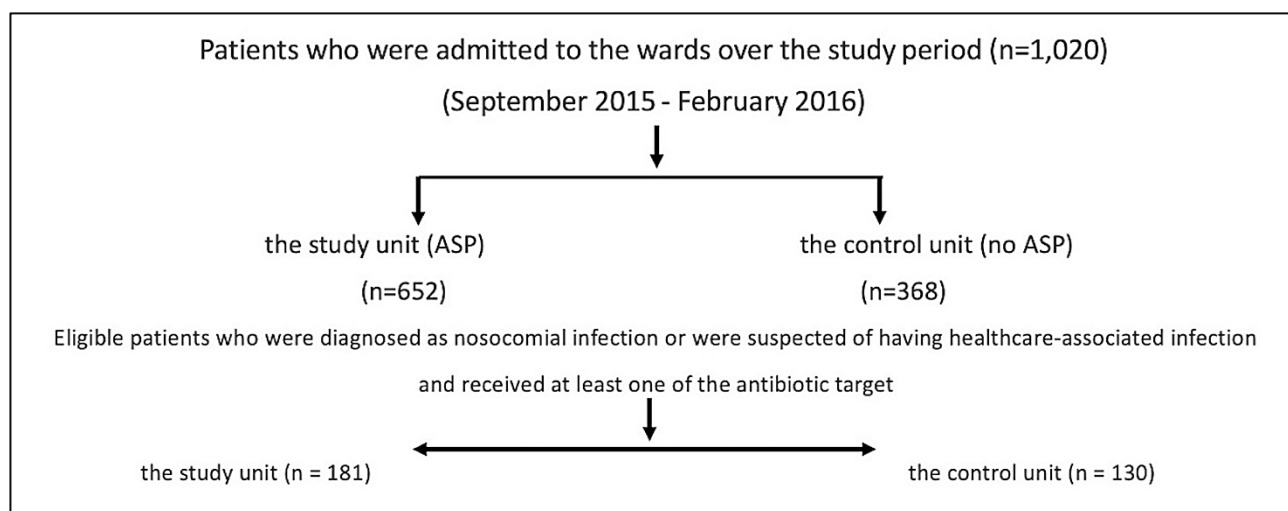 Patients who were admitted to the wards over the study period (n=1,020)
(September 2015 - February 2016)
the study unit (ASP)
the control unit (no ASP)
(n=652)
(n=368)
Eligible patients who were diagnosed as nosocomial infection or were suspected of having healthcare-associated infection
and received at least one of the antibiotic target
the study unit (n = 181)
the control unit (n = 130)